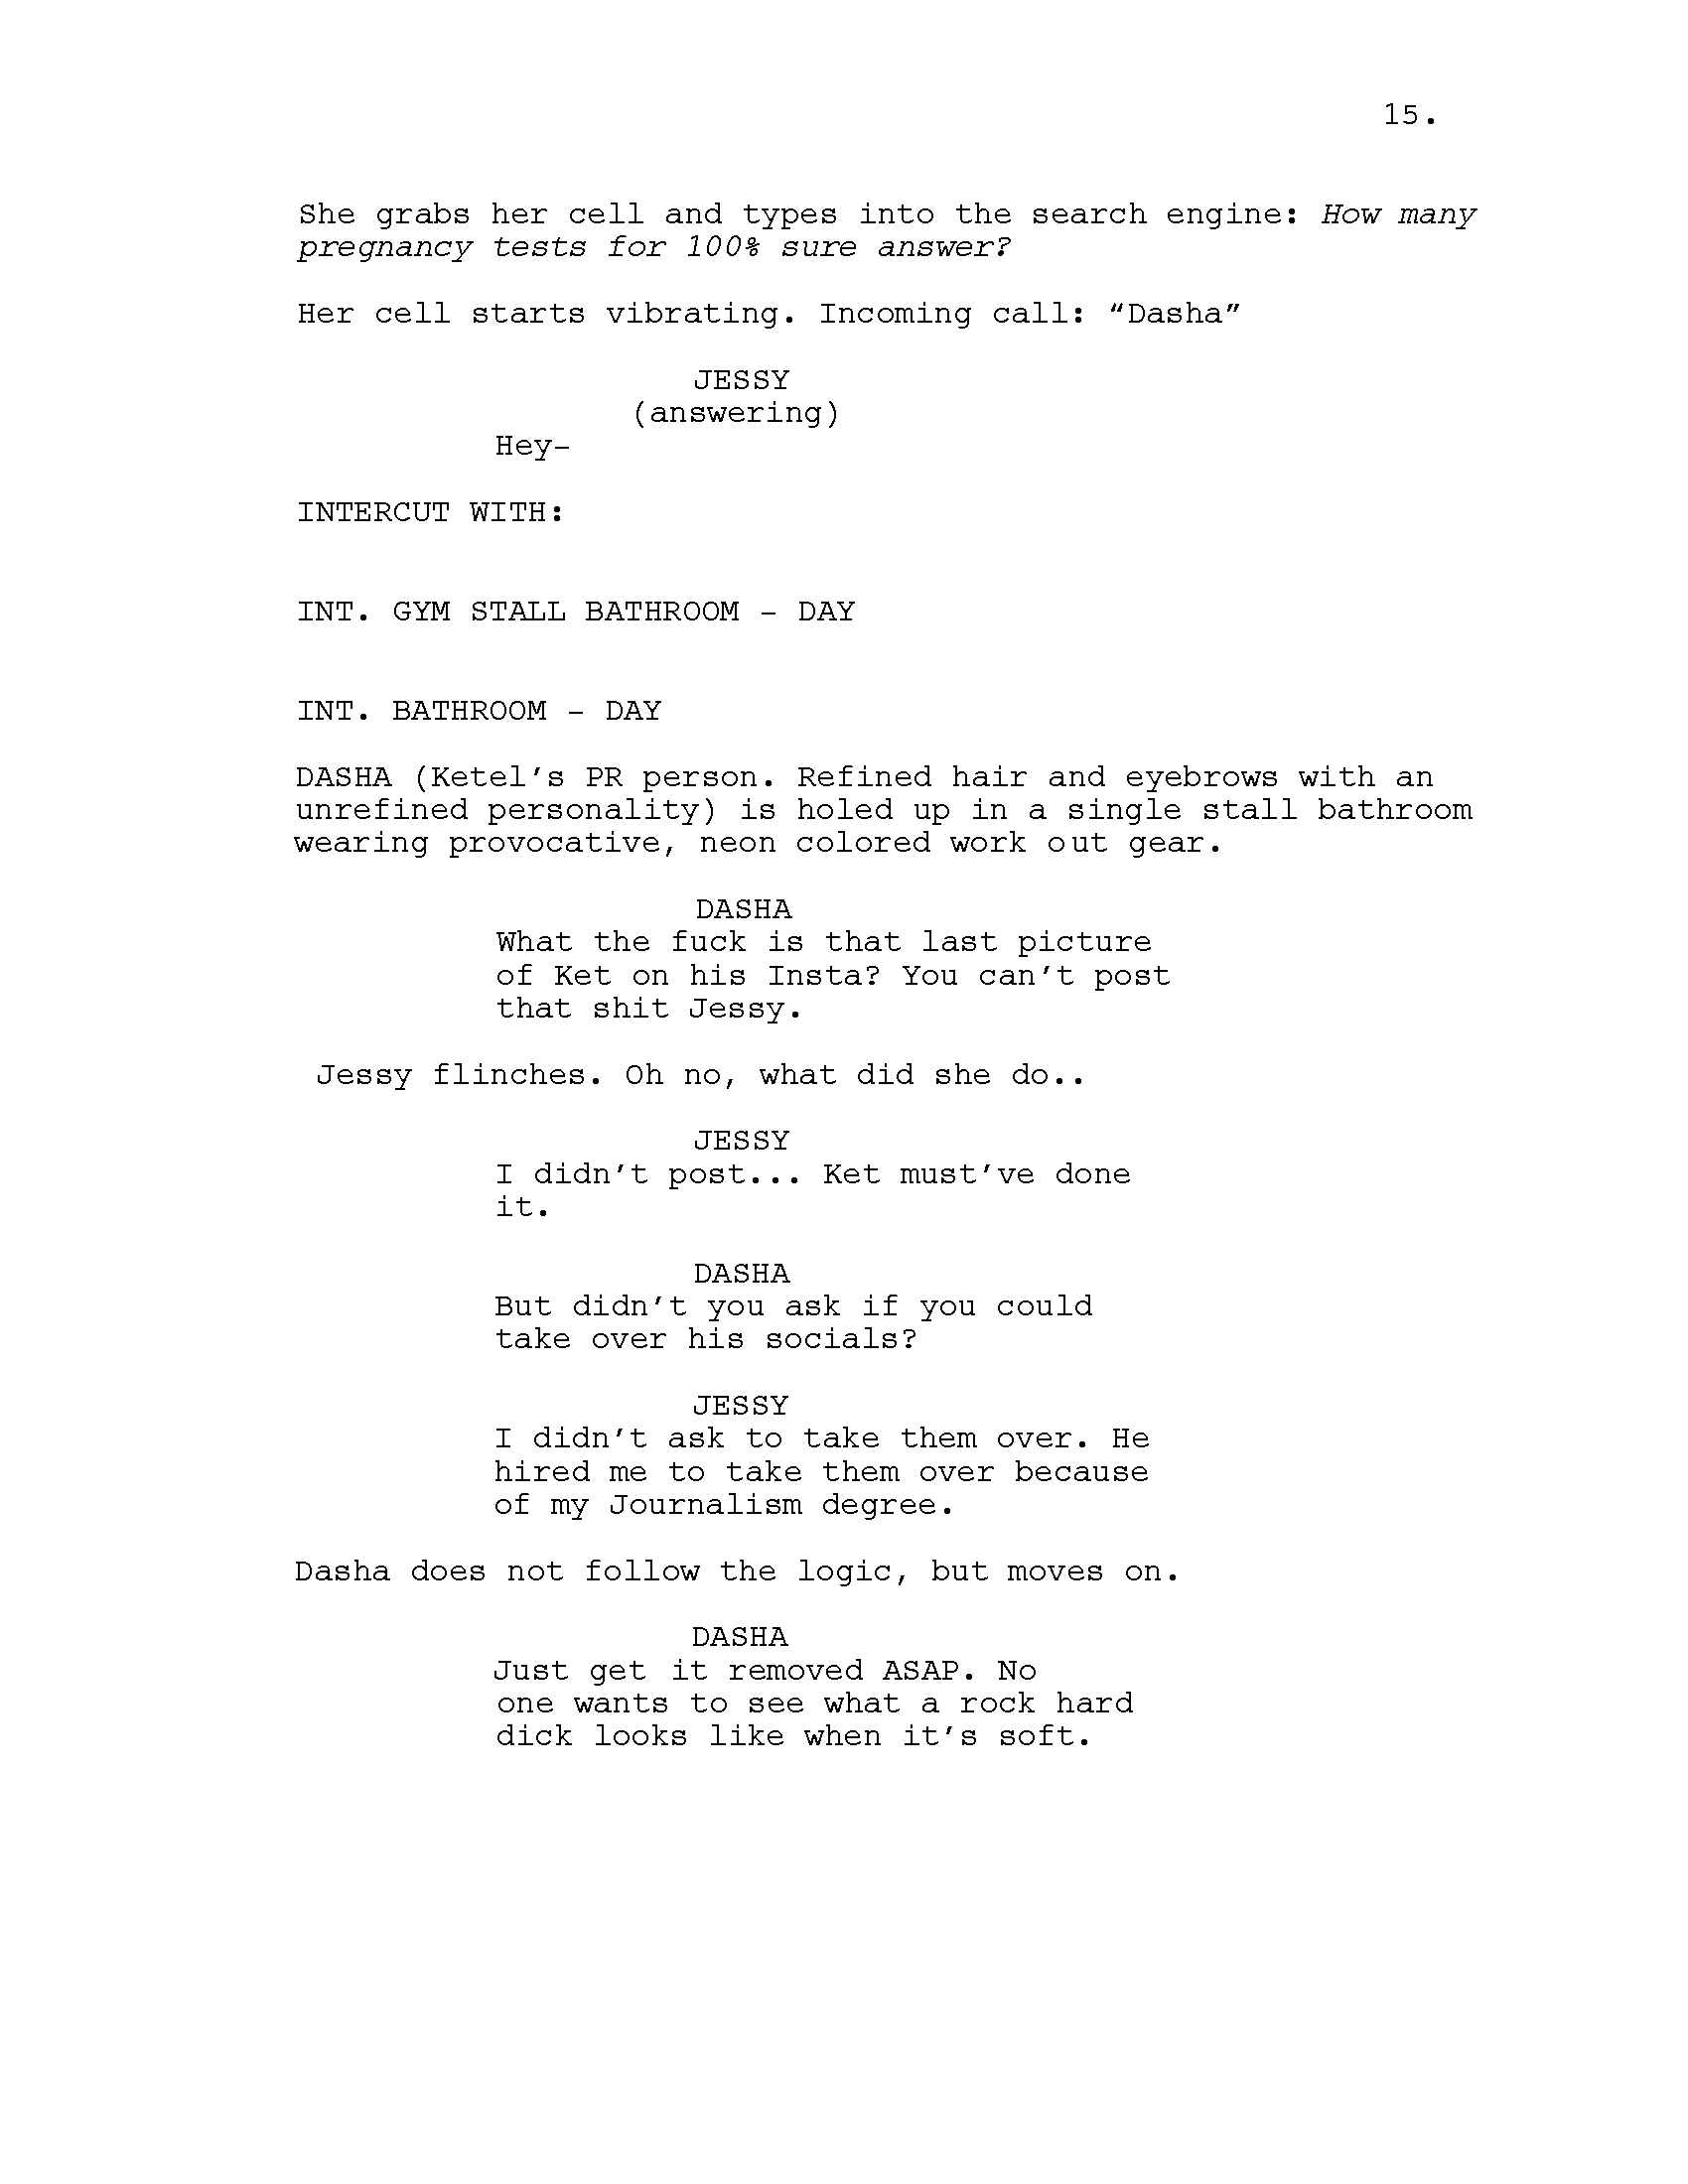 15.
She grabs her cell and types into the search engine: How many
pregnancy tests for 100% sure answer?
Her cell starts vibrating. Incoming call: “Dasha”
JESSY
(answering)
Hey-
INTERCUT WITH:
INT. GYM STALL BATHROOM - DAY
INT. BATHROOM - DAY
DASHA (Ketel’s PR person. Refined hair and eyebrows with an
unrefined personality) is holed up in a single stall bathroom
wearing provocative, neon colored work out gear.
DASHA
What the fuck is that last picture
of Ket on his Insta? You can’t post
that shit Jessy.
Jessy flinches. Oh no, what did she do..
JESSY
I didn’t post... Ket must’ve done
it.
DASHA
But didn’t you ask if you could
take over his socials?
JESSY
I didn’t ask to take them over. He
hired me to take them over because
of my Journalism degree.
Dasha does not follow the logic, but moves on.
DASHA
Just get it removed ASAP. No
one wants to see what a rock hard
dick looks like when it’s soft.